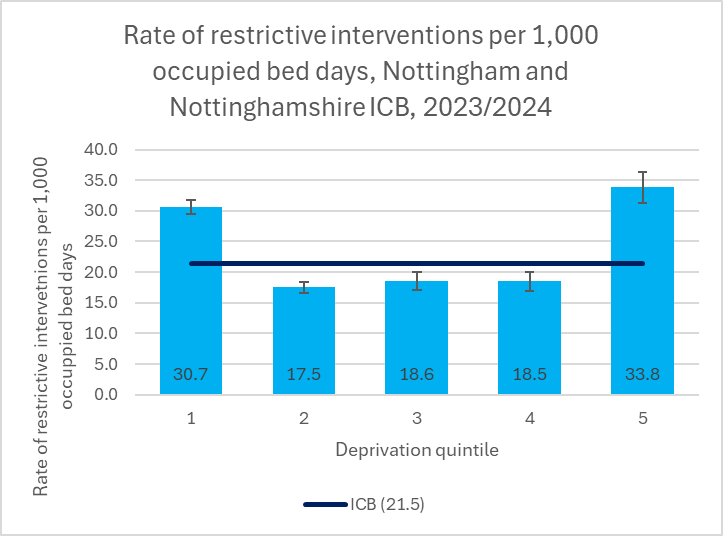 Rate of restrictive interventions per 1,000
occupied bed days, Nottingham and
Nottinghamshire ICB, 2023/2024
Rate of restrictive intervetnions per 1,000
occuppied bed days
40.0
35.0
30.0
25.0
20.0
15.0
10.0
5.0
0.0
30.7
17.5
18.6
18.5
33.8
1
2
3
4
5
Deprivation quintile
ICB (21.5)